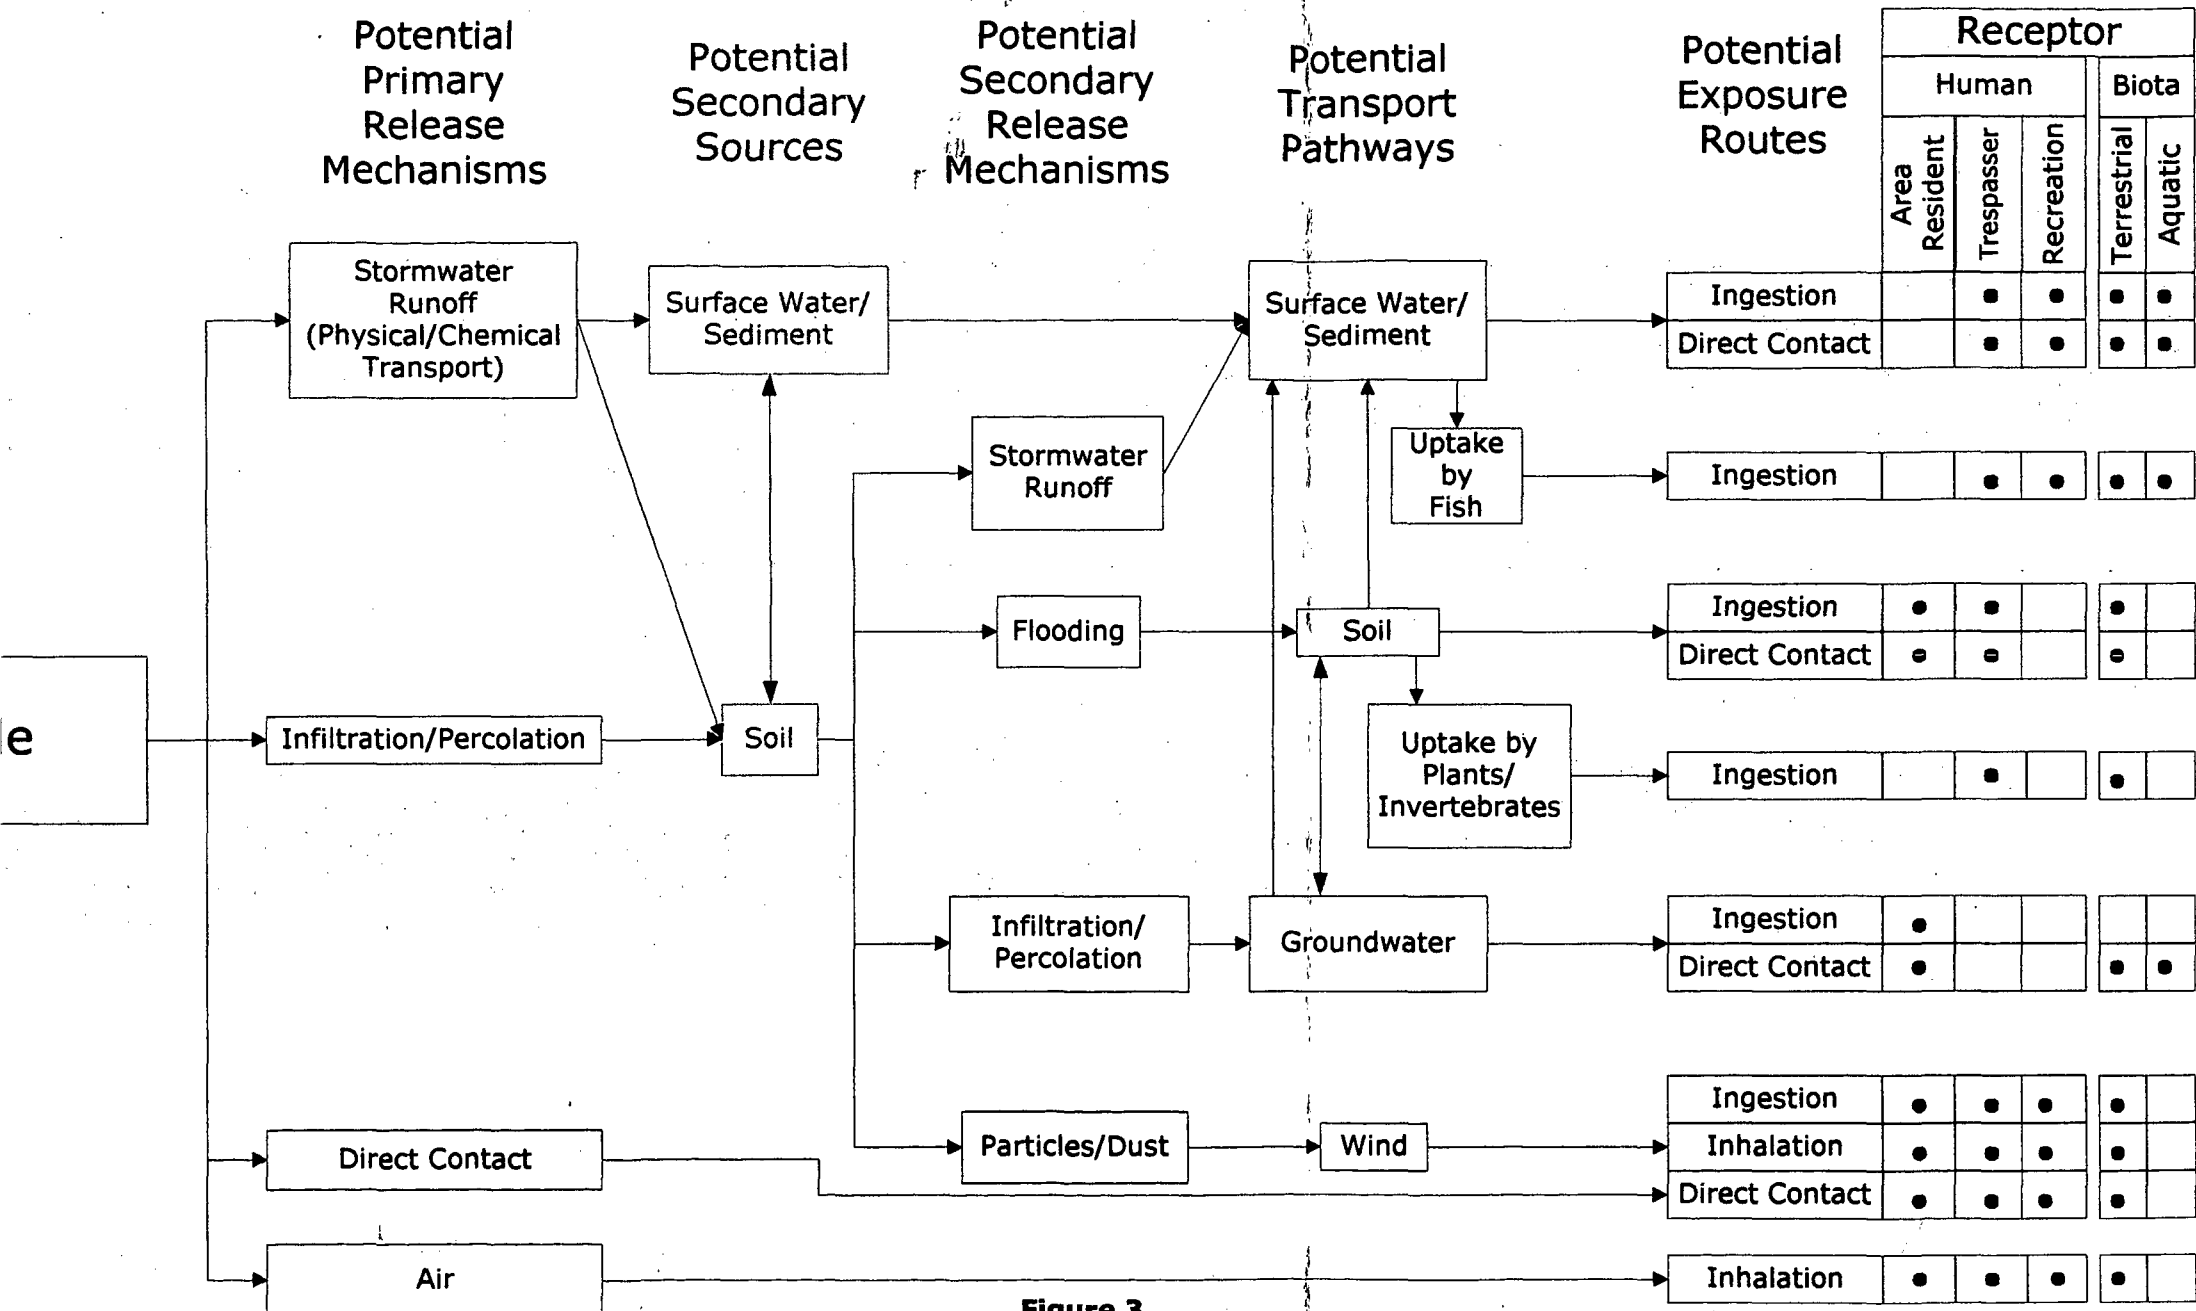 Potential
Primary
Release
Mechanisms
Potential
Secondary
Sources
Potential
Secondary
Release
Mechanisms
Potential
Transport
Pathways
Potential
Exposure
Routes
Receptor
Human
Biota
Area
Resident
Trespasser
Recreation
Terrestrial
Aquatic
Stormwater
Runoff
(Physical/Chemical
Transport)
Surface Water/
Sediment
Surface Water/
Sediment
Ingestion
Direct Contact
Stormwater
Runoff
Uptake
by
Fish
Ingestion
Flooding
Soil
Ingestion
Direct Contact
e
Infiltration/Percolation
Soil
Uptake by
Plants/
Invertebrates
Ingestion
Infiltration/
Percolation
Groundwater
Ingestion
Direct Contact
Direct Contact
Particles/Dust
Wind
Ingestion
Inhalation
Direct Contact
Air
Inhalation
Figure 3